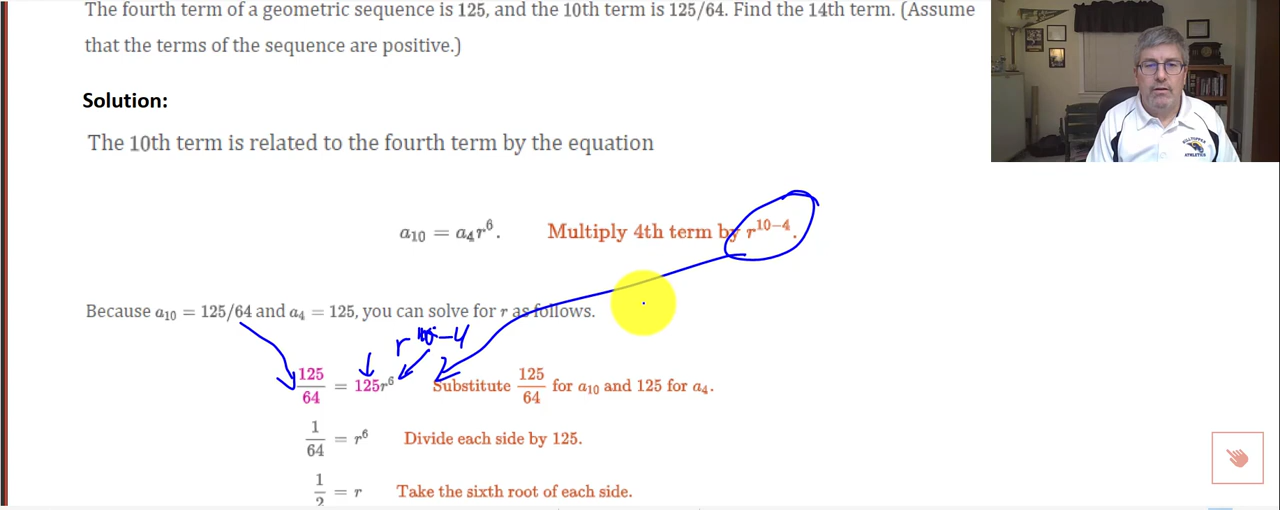 The fourth term of a geometric sequence is 125, and the 10th term is 125/64. Find the 14th term. (Assume
that the terms of the sequence are positive.)
Solution:
The 10th term is related to the fourth term by the equation
a₁₀ = a₄r⁶. Multiply 4th term by r¹⁰⁻⁴.
Because a₁₀ = 125/64 and a₄ = 125, you can solve for r as follows.
r¹⁰⁻⁴
125/64 = 125r⁶ Substitute 125/64 for a₁₀ and 125 for a₄.
1/64 = r⁶ Divide each side by 125.
1/2 = r Take the sixth root of each side.
ATHLETICS